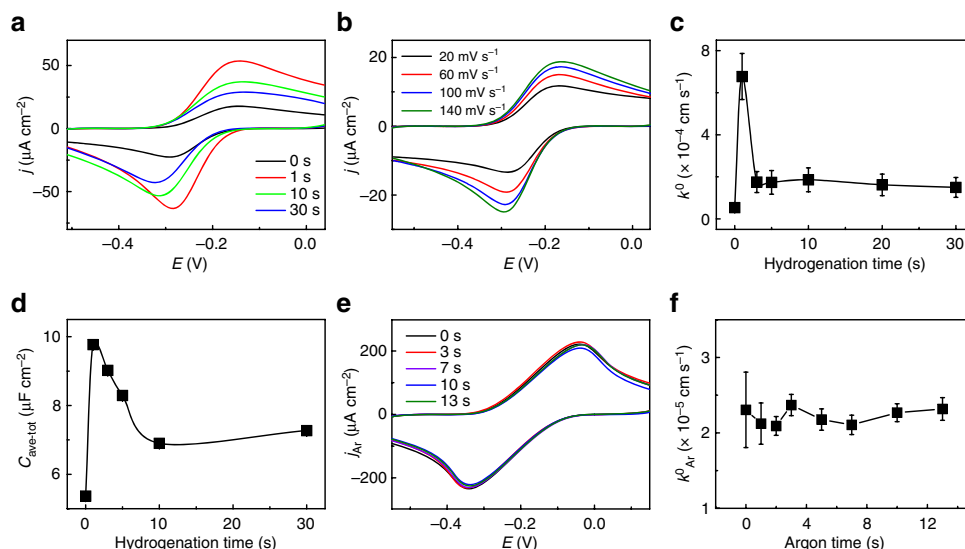 a
50
0
−50
j (μA cm⁻²)
0 s
1 s
10 s
30 s
−0.4
−0.2
0.0
E (V)
b
20
0
−20
j (μA cm⁻²)
20 mV s⁻¹
60 mV s⁻¹
100 mV s⁻¹
140 mV s⁻¹
−0.4
−0.2
0.0
E (V)
c
8
4
0
k⁰ (× 10⁻⁴ cm s⁻¹)
0
10
20
30
Hydrogenation time (s)
d
10
8
6
C ave-tot (μF cm⁻²)
0
10
20
30
Hydrogenation time (s)
e
200
0
−200
j Ar (μA cm⁻²)
0 s
3 s
7 s
10 s
13 s
−0.4
−0.2
0.0
E (V)
f
3
2
1
k⁰ Ar (× 10⁻⁵ cm s⁻¹)
0
4
8
12
Argon time (s)